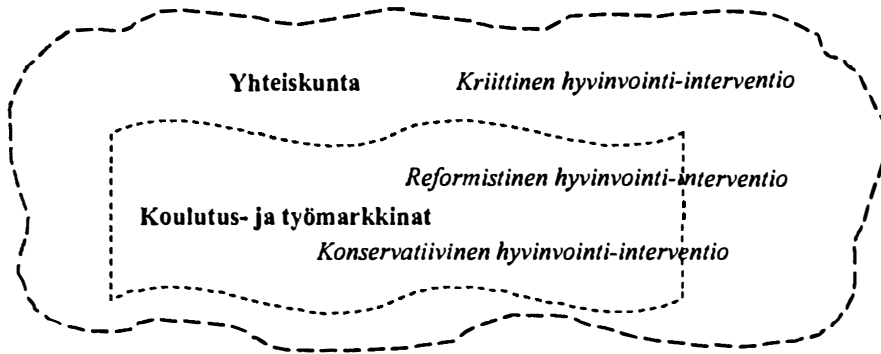 Yhteiskunta Kriittinen hyvinvointi-interventio
Reformistinen hyvinvointi-interventio
Koulutus- ja työmarkkinat
Konservatiivinen hyvinvointi-interventio